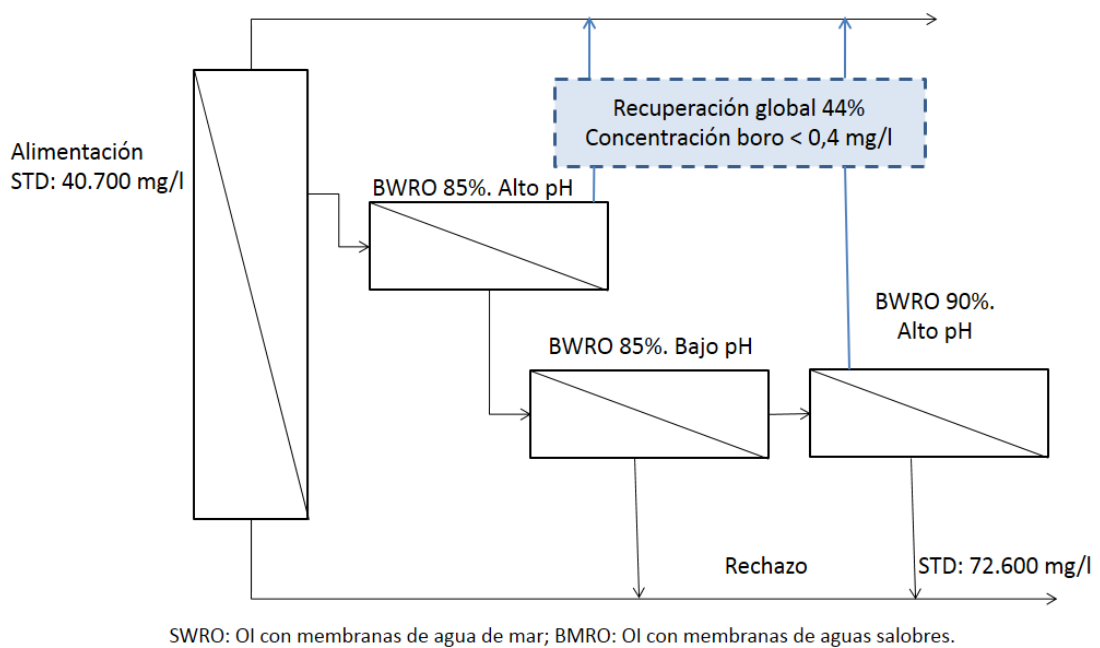 Recuperación global 44%
Concentración boro < 0,4 mg/l
Alimentación
STD: 40.700 mg/l
BWRO 85%. Alto pH
BWRO 90%.
Alto pH
BWRO 85%. Bajo pH
Rechazo
STD: 72.600 mg/l
SWRO: OI con membranas de agua de mar; BMRO: OI con membranas de aguas salobres.